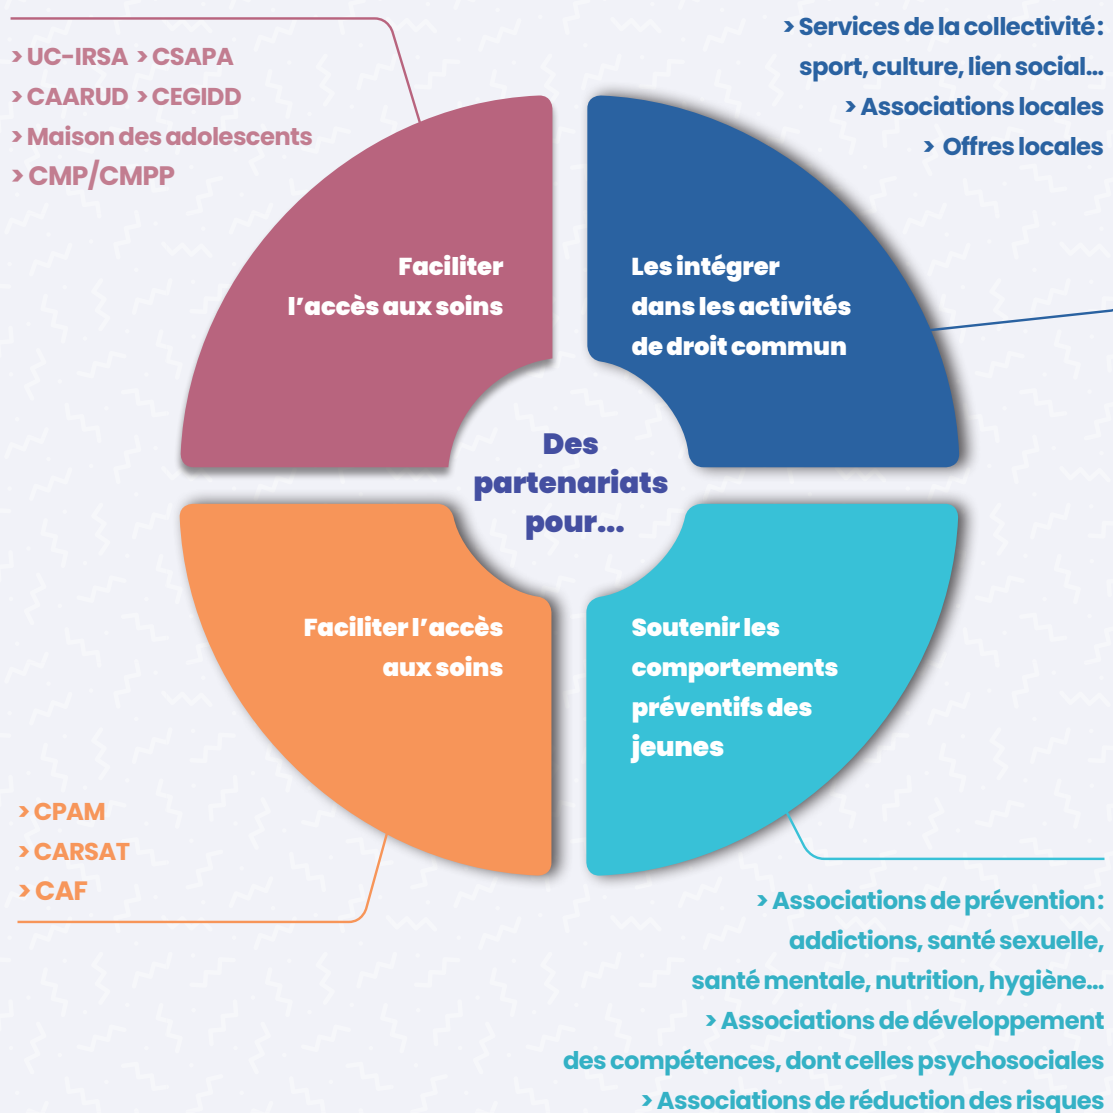 > UC-IRSA > CSAPA
> CAARUD > CEGIDD
> Maison des adolescents
> CMP/CMPP
> Services de la collectivité :
sport, culture, lien social...
> Associations locales
> Offres locales
Faciliter
l’accès aux soins
Les intégrer
dans les activités
de droit commun
Des
partenariats
pour...
Faciliter l’accès
aux soins
Soutenir les
comportements
préventifs des
jeunes
> CPAM
> CARSAT
> CAF
> Associations de prévention :
addictions, santé sexuelle,
santé mentale, nutrition, hygiène...
> Associations de développement
des compétences, dont celles psychosociales
> Associations de réduction des risques